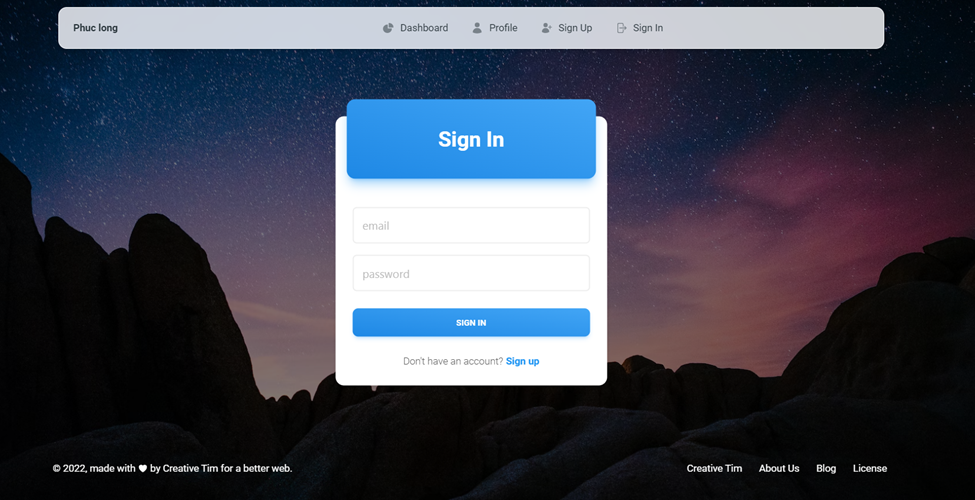 Phuc long
Dashboard
Profile
Sign Up
Sign In
Sign In
email
password
SIGN IN
Don't have an account? Sign up
© 2022, made with ♥ by Creative Tim for a better web.
Creative Tim
About Us
Blog
License